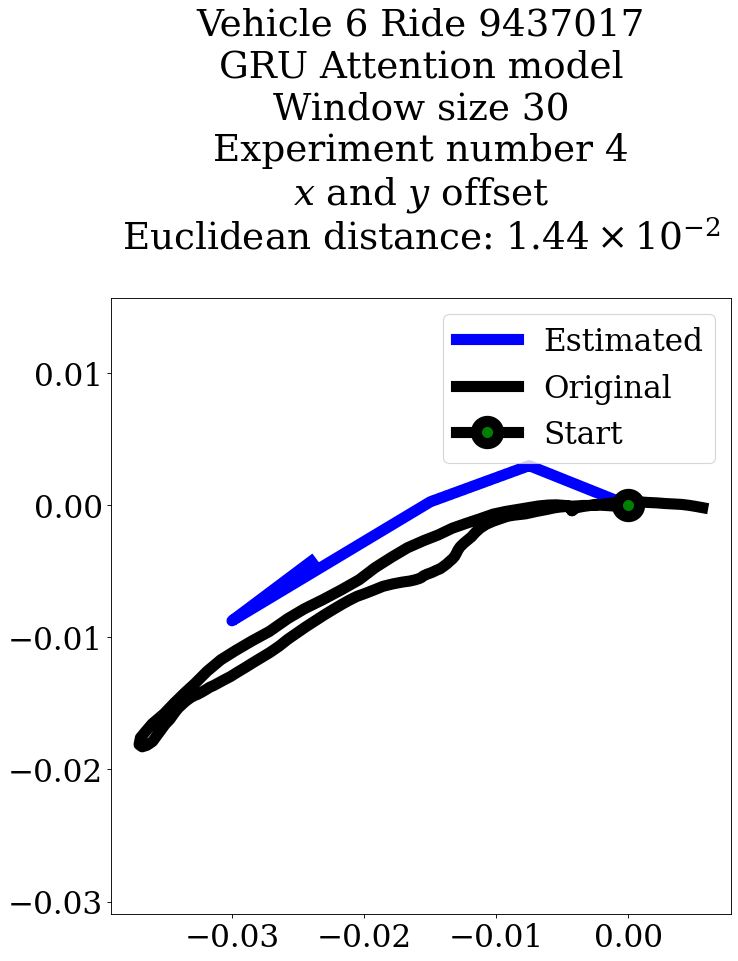 Vehicle 6 Ride 9437017
GRU Attention model
Window size 30
Experiment number 4
x and y offset
Euclidean distance: 1.44 × 10⁻²
Estimated
Original
Start
0.01
0.00
−0.01
−0.02
−0.03
−0.03 −0.02 −0.01 0.00